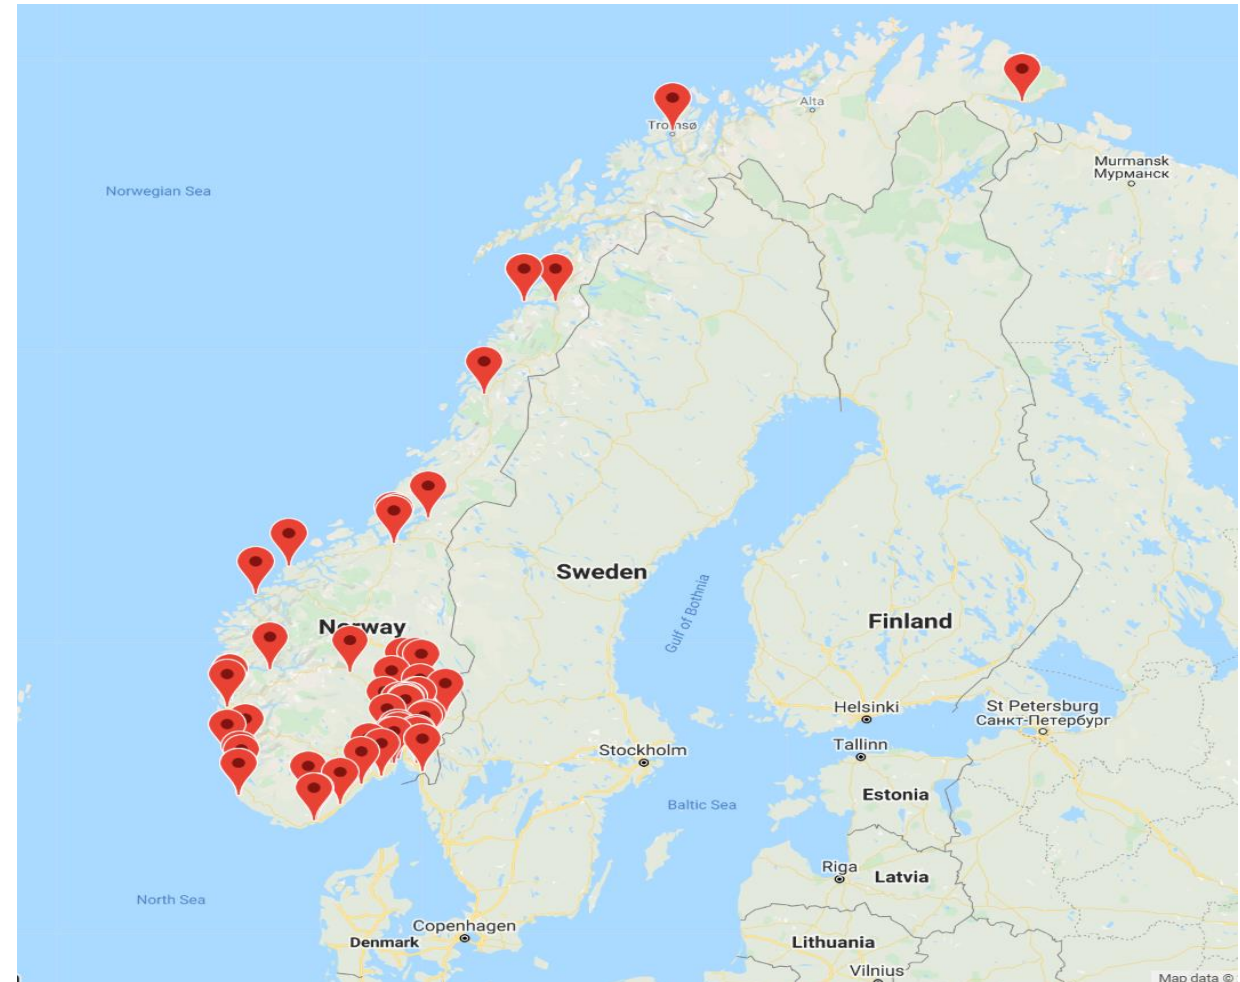 Alta
Tromsø
Murmansk
Мурманск
Norwegian Sea
Sweden
Gulf of Bothnia
Norway
Finland
Helsinki
St Petersburg
Санкт-Петербург
Tallinn
Stockholm
Estonia
Baltic Sea
Riga
Latvia
North Sea
Copenhagen
Denmark
Lithuania
Vilnius
Map data ©